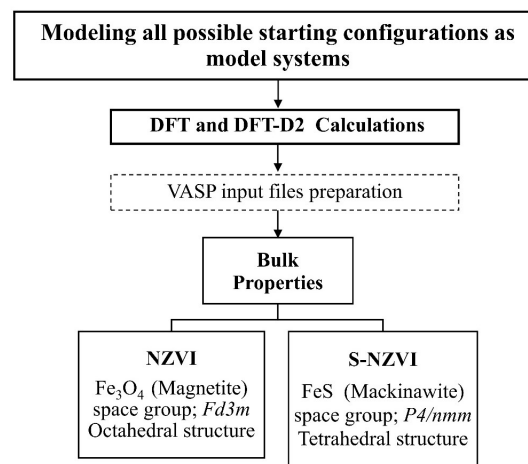 Modeling all possible starting configurations as
model systems
DFT and DFT-D2 Calculations
VASP input files preparation
Bulk
Properties
NZVI
Fe₃O₄ (Magnetite)
space group; Fd3m
Octahedral structure
S-NZVI
FeS (Mackinawite)
space group; P4/nmm
Tetrahedral structure